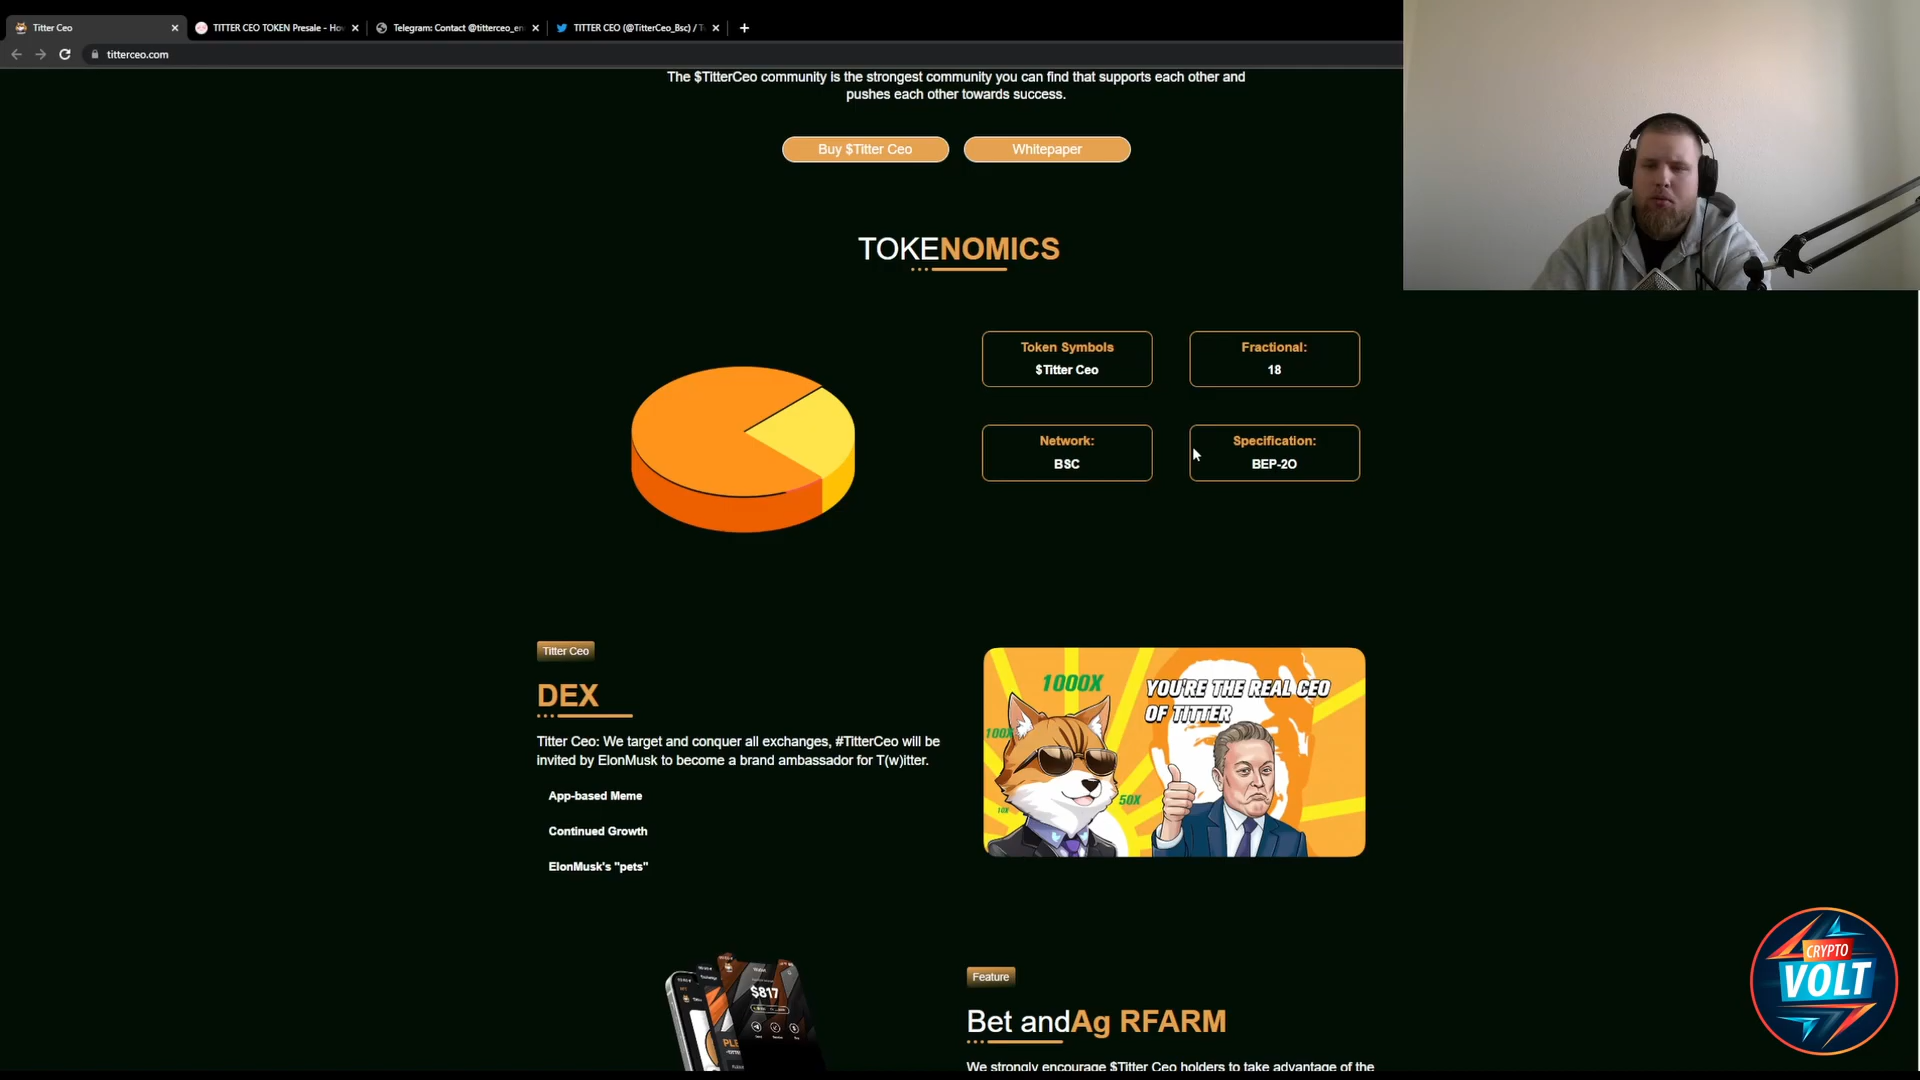 Titter Ceo
TITTER CEO TOKEN Presale - How
Telegram: Contact @titterceo_en
TITTER CEO (@TitterCeo_Bsc) / T
titterceo.com
The $TitterCeo community is the strongest community you can find that supports each other and
pushes each other towards success.
Buy $Titter Ceo
Whitepaper
TOKENOMICS
Token Symbols
$Titter Ceo
Fractional:
18
Network:
BSC
Specification:
BEP-2O
Titter Ceo
DEX
Titter Ceo: We target and conquer all exchanges, #TitterCeo will be
invited by ElonMusk to become a brand ambassador for T(w)itter.
App-based Meme
Continued Growth
ElonMusk's "pets"
1000X
100X
50X
10X
YOU'RE THE REAL CEO
OF TITTER
$817
Feature
Bet andAg RFARM
We strongly encourage $Titter Ceo holders to take advantage of the
CRYPTO
VOLT